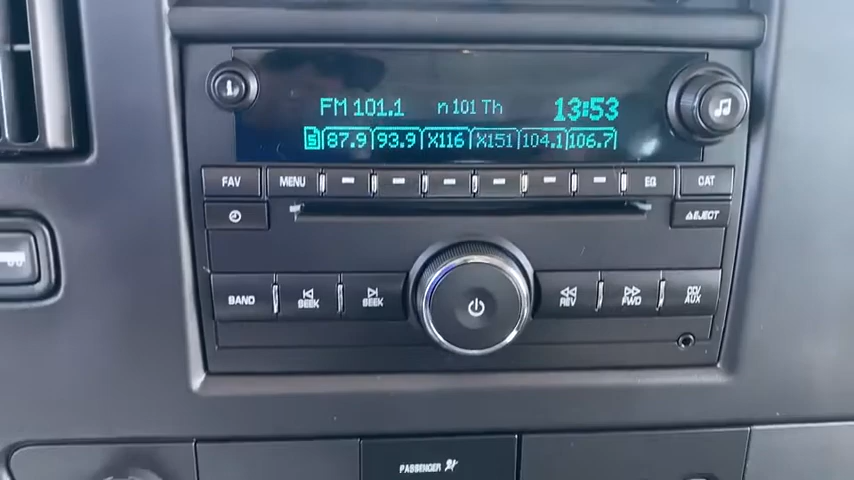 FM 101.1 n101 Th 13:53
5 87.9 93.9 X116 X151 104.1 106.7
FAV MENU EQ CAT
EJECT
BAND SEEK SEEK REV FWD CD/AUX
PASSENGER